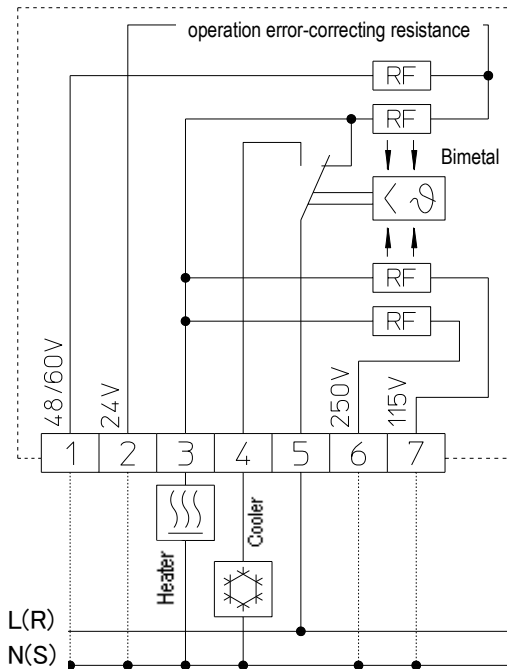 operation error-correcting resistance
RF
RF
Bimetal
< ϑ
RF
RF
48/60V
24V
250V
115V
1 2 3 4 5 6 7
Heater
Cooler
L(R)
N(S)